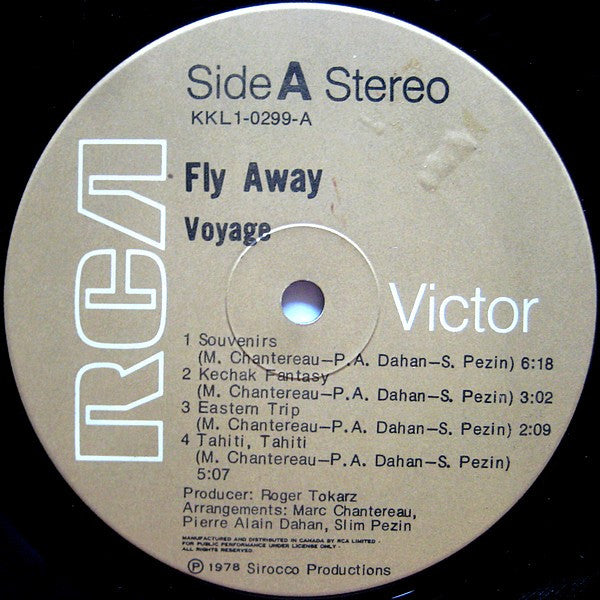 Side A Stereo
KKL1-0299-A
Fly Away
Voyage
RCA
Victor
1 Souvenirs
(M. Chantereau—P.A. Dahan—S. Pezin) 6:18
2 Kechak Fantasy
(M. Chantereau—P.A. Dahan—S. Pezin) 3:02
3 Eastern Trip
(M. Chantereau—P.A. Dahan—S. Pezin) 2:09
4 Tahiti, Tahiti
(M. Chantereau—P.A. Dahan—S. Pezin)
5:07
Producer: Roger Tokarz
Arrangements: Marc Chantereau,
Pierre Alain Dahan, Slim Pezin
MANUFACTURED AND DISTRIBUTED IN CANADA BY RCA LIMITED -
FOR PUBLIC PERFORMANCE UNDER LICENSE ONLY -
ALL RIGHTS RESERVED
Ⓟ 1978 Sirocco Productions